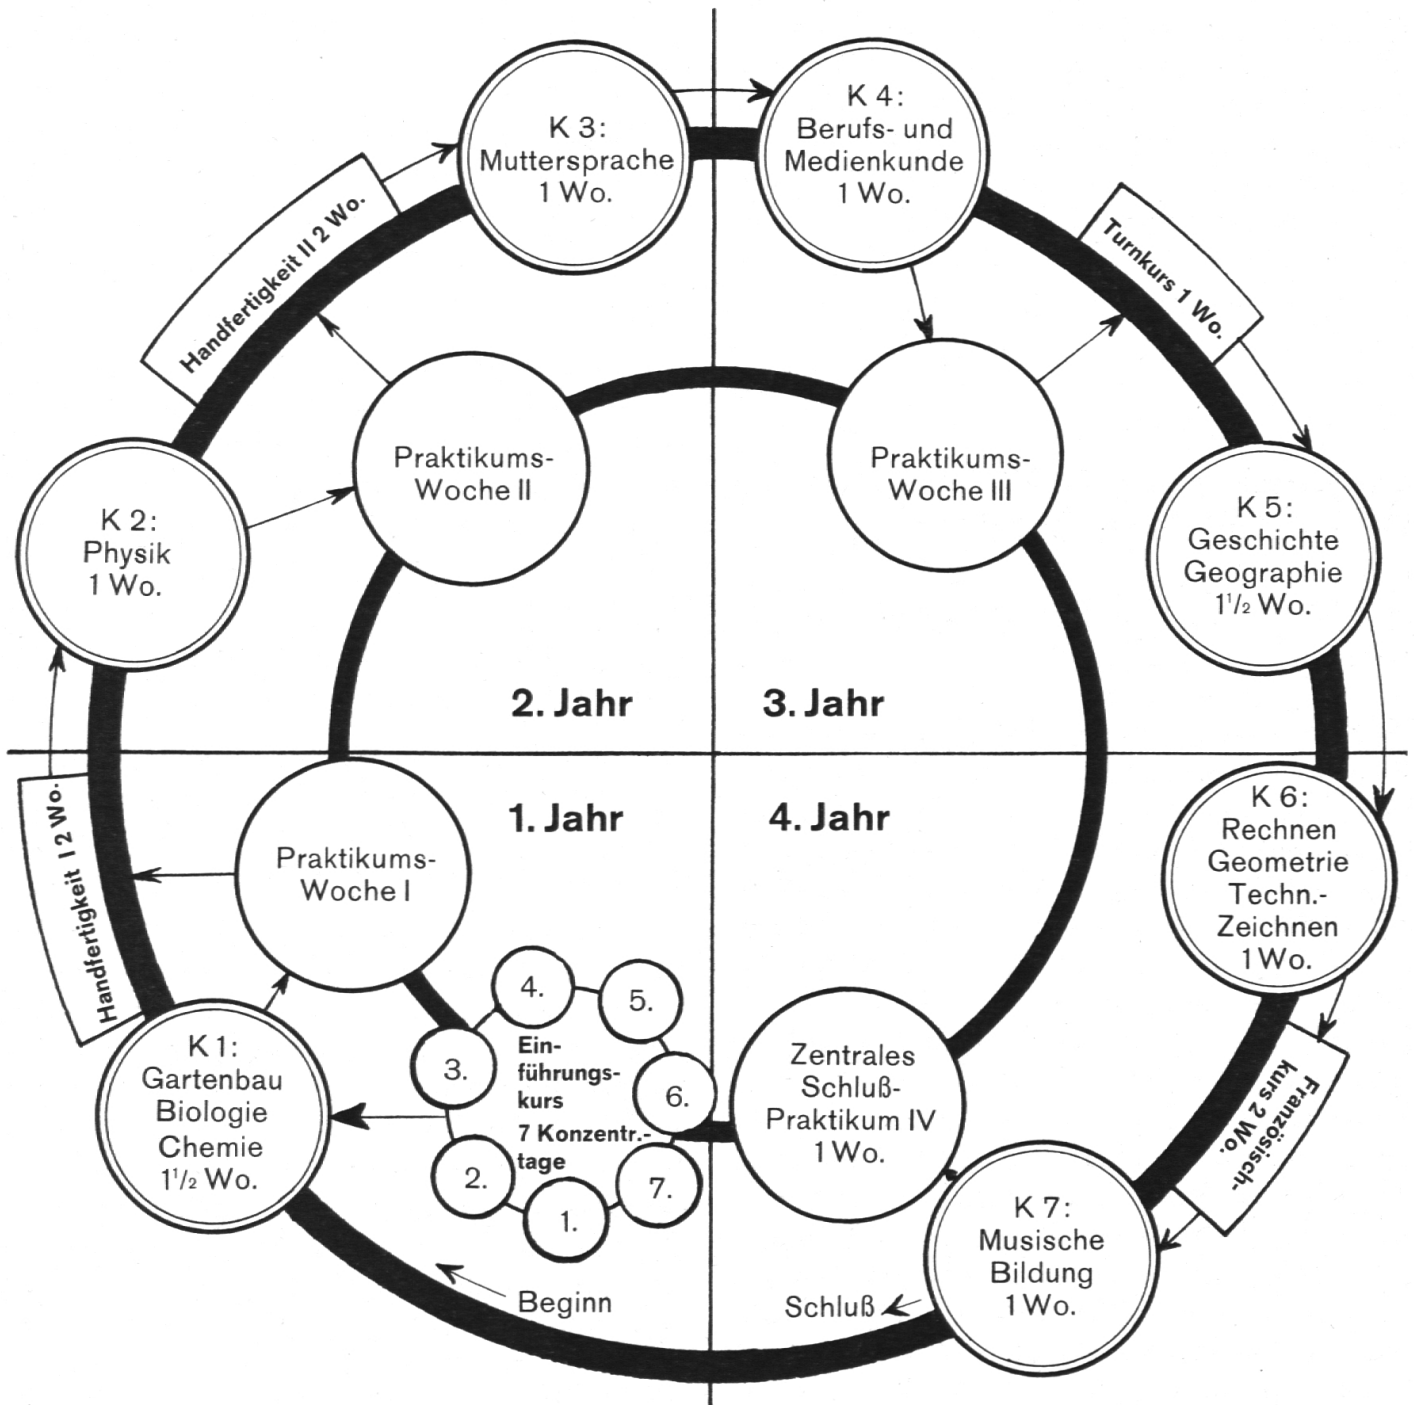 K 3:
Muttersprache
1 Wo.
K 4:
Berufs- und
Medienkunde
1 Wo.
Handfertigkeit II 2 Wo.
Turnkurs 1 Wo.
Praktikums-
Woche II
Praktikums-
Woche III
K 2:
Physik
1 Wo.
K 5:
Geschichte
Geographie
1 1/2 Wo.
2. Jahr
3. Jahr
1. Jahr
4. Jahr
Handfertigkeit I 2 Wo.
Praktikums-
Woche I
K 6:
Rechnen
Geometrie
Techn.-
Zeichnen
1 Wo.
K 1:
Gartenbau
Biologie
Chemie
1 1/2 Wo.
4.
5.
3.
6.
2.
7.
1.
Ein-
führungs-
kurs
7 Konzentr.-
tage
Zentrales
Schluß-
Praktikum IV
1 Wo.
Französisch-
kurs 2 Wo.
K 7:
Musische
Bildung
1 Wo.
Beginn
Schluß